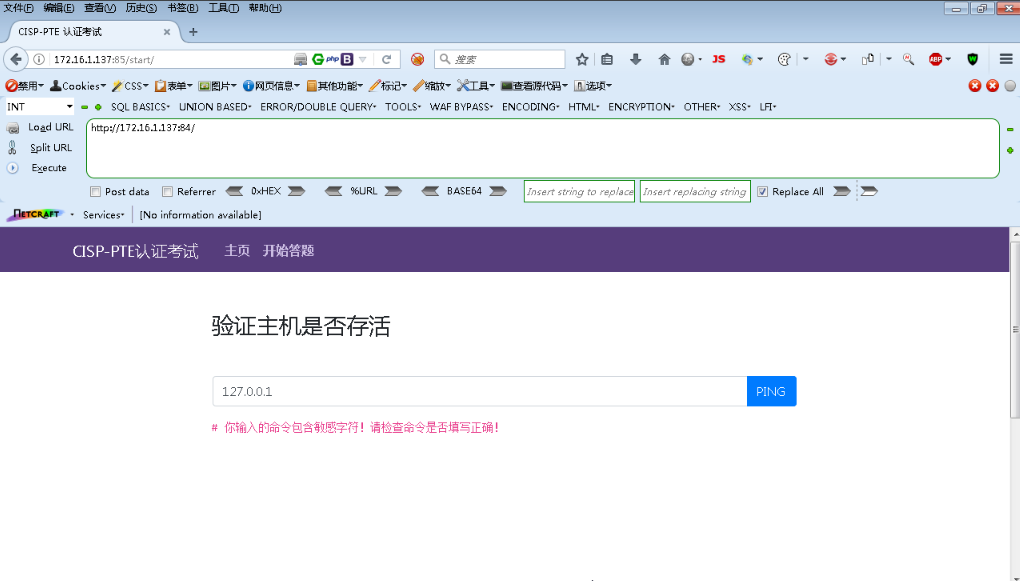 文件(F) 编辑(E) 查看(V) 历史(S) 书签(B) 工具(T) 帮助(H)
CISP-PTE 认证考试 × +
172.16.1.137:85/start/ php B 搜索 JS ABP W
禁用 Cookies CSS 表单 图片 网页信息 其他功能 标记 缩放 工具 查看源代码 选项
INT SQL BASICS UNION BASED ERROR/DOUBLE QUERY TOOLS WAF BYPASS ENCODING HTML ENCRYPTION OTHER XSS LFI
Load URL http://172.16.1.137:84/
Split URL
Execute
Post data Referrer 0xHEX %URL BASE64 Insert string to replace Insert replacing string Replace All
NETCRAFT Services [No information available]
CISP-PTE认证考试 主页 开始答题
验证主机是否存活
127.0.0.1 PING
# 你输入的命令包含敏感字符！请检查命令是否填写正确！